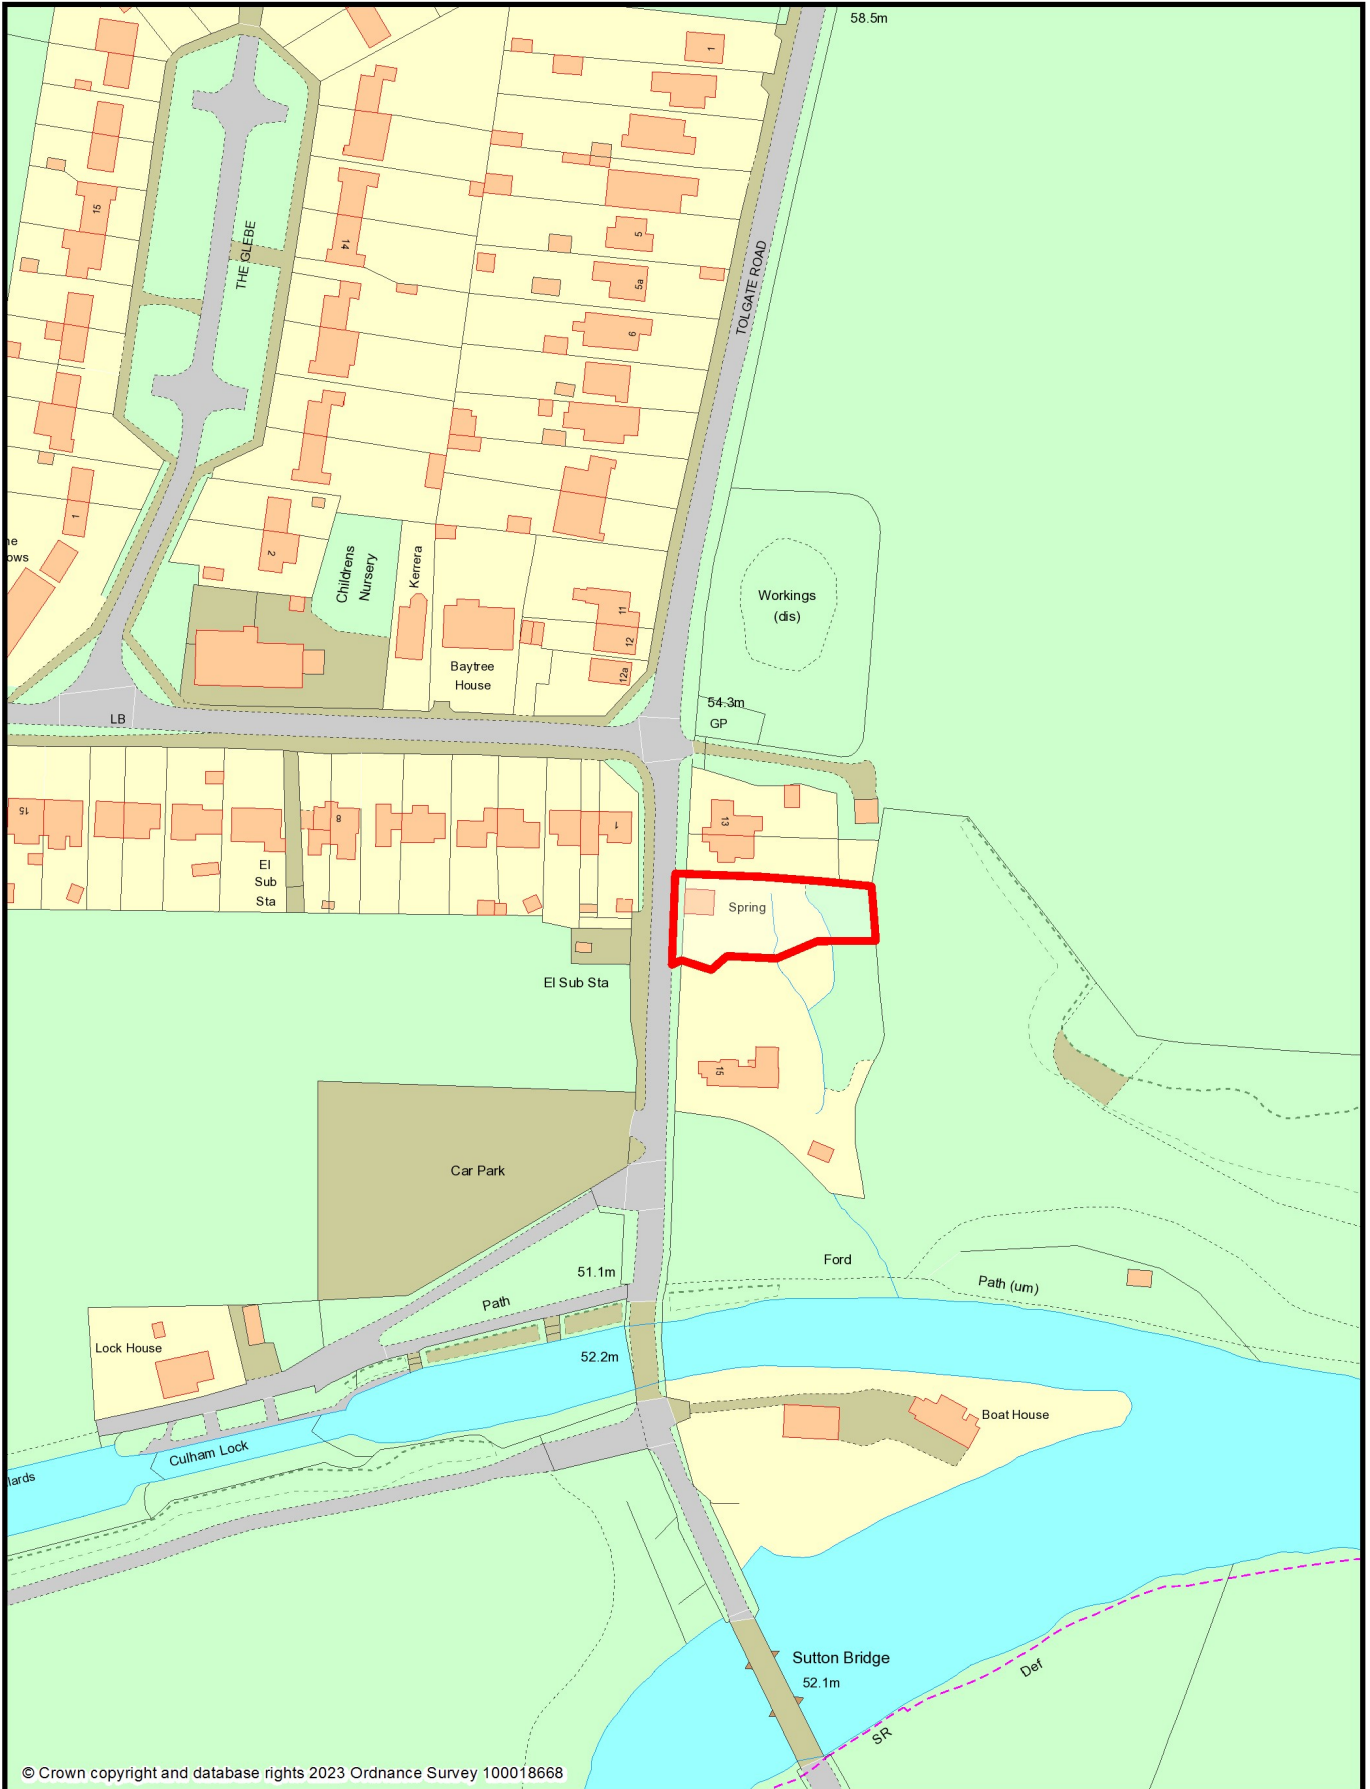 58.5m
1
15
THE GLEBE
14
5
5a
TOLGATE ROAD
6
1
2
Childrens
Nursery
Kerrera
Workings
(dis)
11
12
12a
Baytree
House
54.3m
GP
LB
15
8
1
13
El
Sub
Sta
Spring
El Sub Sta
15
Car Park
Ford
51.1m
Path (um)
Path
Lock House
52.2m
Boat House
Culham Lock
Sutton Bridge
52.1m
Def
SR
© Crown copyright and database rights 2023 Ordnance Survey 100018668